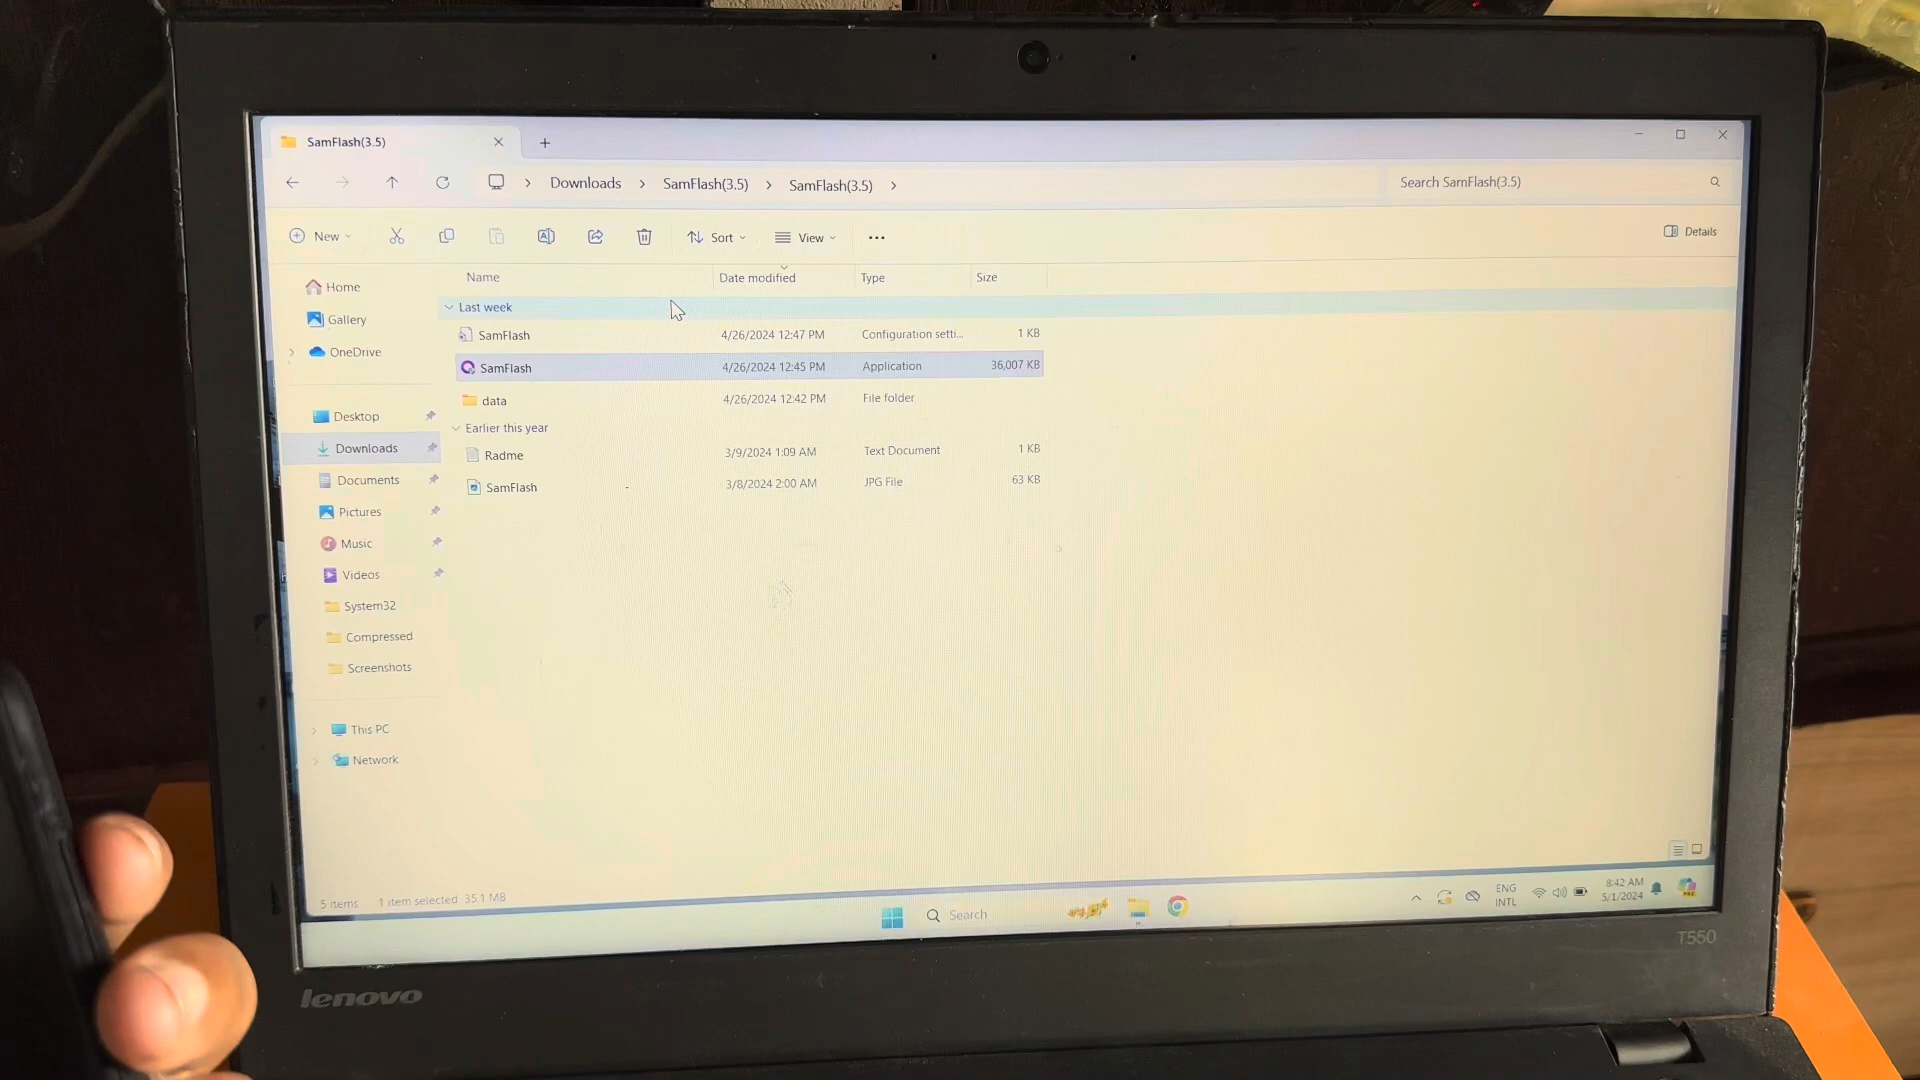 SamFlash(3.5)
Downloads > SamFlash(3.5) > SamFlash(3.5) >
Search SamFlash(3.5)
New
Sort
View
Details
Name Date modified Type Size
Last week
SamFlash 4/26/2024 12:47 PM Configuration setti... 1 KB
SamFlash 4/26/2024 12:45 PM Application 36,007 KB
data 4/26/2024 12:42 PM File folder
Earlier this year
Radme 3/9/2024 1:09 AM Text Document 1 KB
SamFlash 3/8/2024 2:00 AM JPG File 63 KB
Home
Gallery
OneDrive
Desktop
Downloads
Documents
Pictures
Music
Videos
System32
Compressed
Screenshots
This PC
Network
5 items 1 item selected 35.1 MB
Search
ENG
INTL
8:42 AM
5/1/2024
T550
lenovo